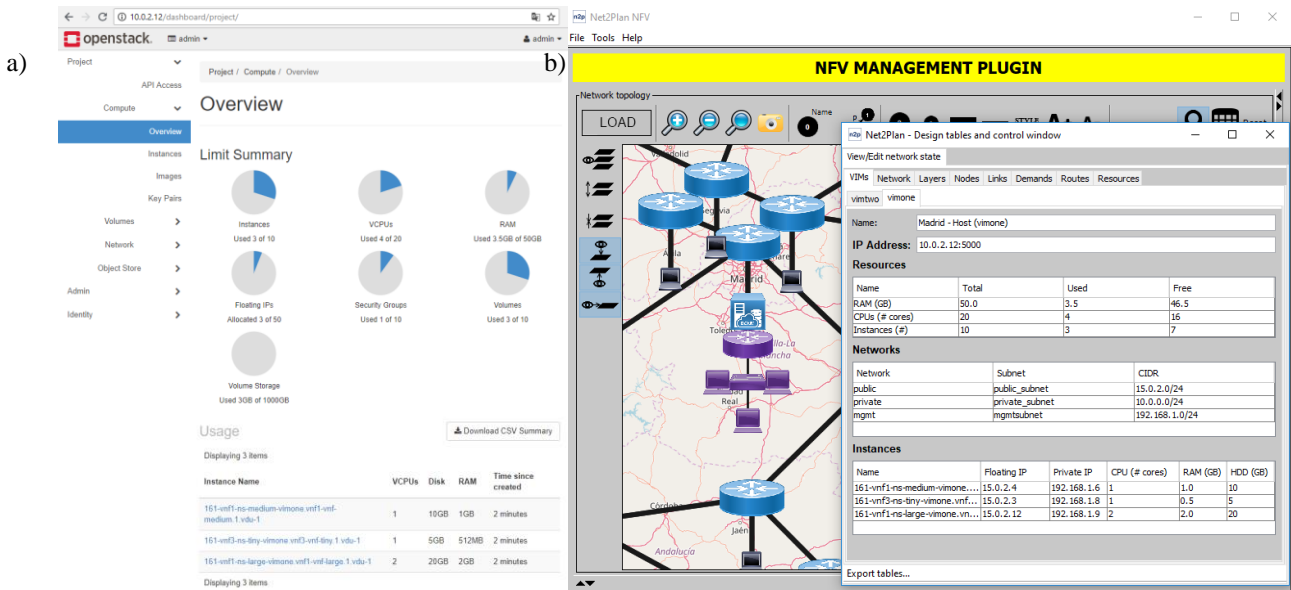 a)
10.0.2.12/dashboard/project/
openstack.
admin
admin
Project
API Access
Compute
Overview
Instances
Images
Key Pairs
Volumes
Network
Object Store
Admin
Identity
Project / Compute / Overview
Overview
Limit Summary
Instances
Used 3 of 10
VCPUs
Used 4 of 20
RAM
Used 3.5GB of 50GB
Floating IPs
Allocated 3 of 50
Security Groups
Used 1 of 10
Volumes
Used 3 of 10
Volume Storage
Used 3GB of 1000GB
Usage
Download CSV Summary
Displaying 3 items
Instance Name VCPUs Disk RAM Time since
created
161-vnf1-ns-medium-vimone.vnf1-vnf-
medium.1.vdu-1 1 10GB 1GB 2 minutes
161-vnf3-ns-tiny-vimone.vnf3-vnf-tiny.1.vdu-1 1 5GB 512MB 2 minutes
161-vnf1-ns-large-vimone.vnf1-vnf-large.1.vdu-1 2 20GB 2GB 2 minutes
Displaying 3 items
b)
n2p Net2Plan NFV
File Tools Help
NFV MANAGEMENT PLUGIN
Network topology
LOAD
Name
0
Segovia
Ávila
Madrid
Real
Córdoba
Jaén
Andalucía
n2p Net2Plan - Design tables and control window
View/Edit network state
VIMs Network Layers Nodes Links Demands Routes Resources
vimtwo vimone
Name: Madrid - Host (vimone)
IP Address: 10.0.2.12:5000
Resources
Name Total Used Free
RAM (GB) 50.0 3.5 46.5
CPUs (# cores) 20 4 16
Instances (#) 10 3 7
Networks
Network Subnet CIDR
public public_subnet 15.0.2.0/24
private private_subnet 10.0.0.0/24
mgmt mgmtsubnet 192.168.1.0/24
Instances
Name Floating IP Private IP CPU (# cores) RAM (GB) HDD (GB)
161-vnf1-ns-medium-vimone.... 15.0.2.4 192.168.1.6 1 1.0 10
161-vnf3-ns-tiny-vimone.vnf... 15.0.2.3 192.168.1.8 1 0.5 5
161-vnf1-ns-large-vimone.vn... 15.0.2.12 192.168.1.9 2 2.0 20
Export tables...